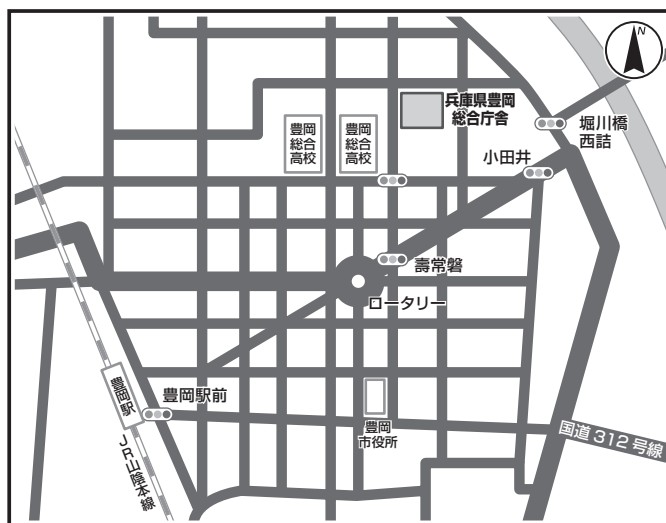 N
兵庫県豊岡
総合庁舎
堀川橋
西詰
豊岡
総合
高校
豊岡
総合
高校
小田井
壽常磐
ロータリー
豊岡駅前
豊岡駅
豊岡
市役所
国道312号線
JR山陰本線